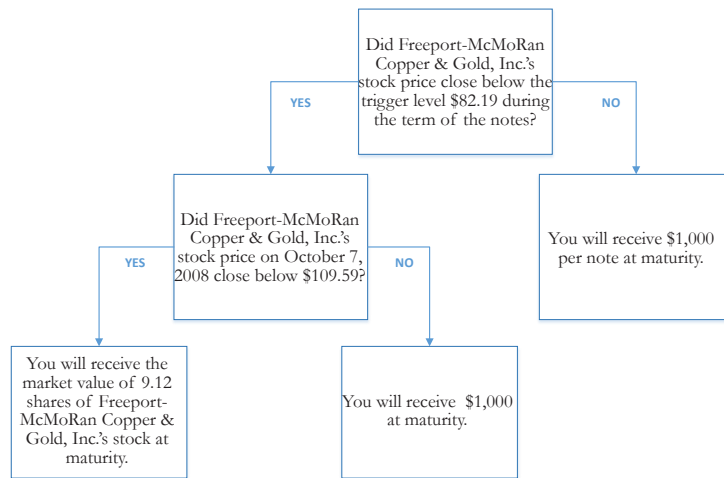 Did Freeport-McMoRan
Copper & Gold, Inc.'s
stock price close below the
trigger level $82.19 during
the term of the notes?
YES
NO
Did Freeport-McMoRan
Copper & Gold, Inc.'s
stock price on October 7,
2008 close below $109.59?
You will receive $1,000
per note at maturity.
YES
NO
You will receive the
market value of 9.12
shares of Freeport-
McMoRan Copper &
Gold, Inc.'s stock at
maturity.
You will receive $1,000
at maturity.